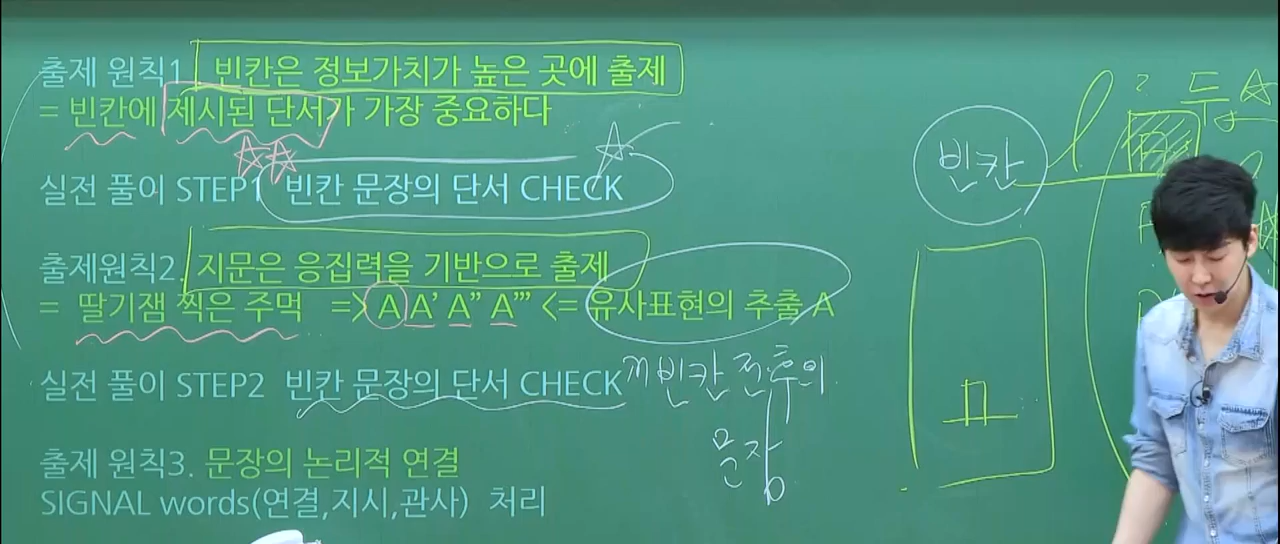 출제 원칙1. 빈칸은 정보가치가 높은 곳에 출제
= 빈칸에 제시된 단서가 가장 중요하다
실전 풀이 STEP1 빈칸 문장의 단서 CHECK
출제원칙2. 지문은 응집력을 기반으로 출제
= 딸기잼 찍은 주먹 => A A' A" A"' <= 유사표현의 추출 A
실전 풀이 STEP2 빈칸 문장의 단서 CHECK
빈칸 전후의
문장
출제 원칙3. 문장의 논리적 연결
SIGNAL words(연결,지시,관사) 처리
빈칸